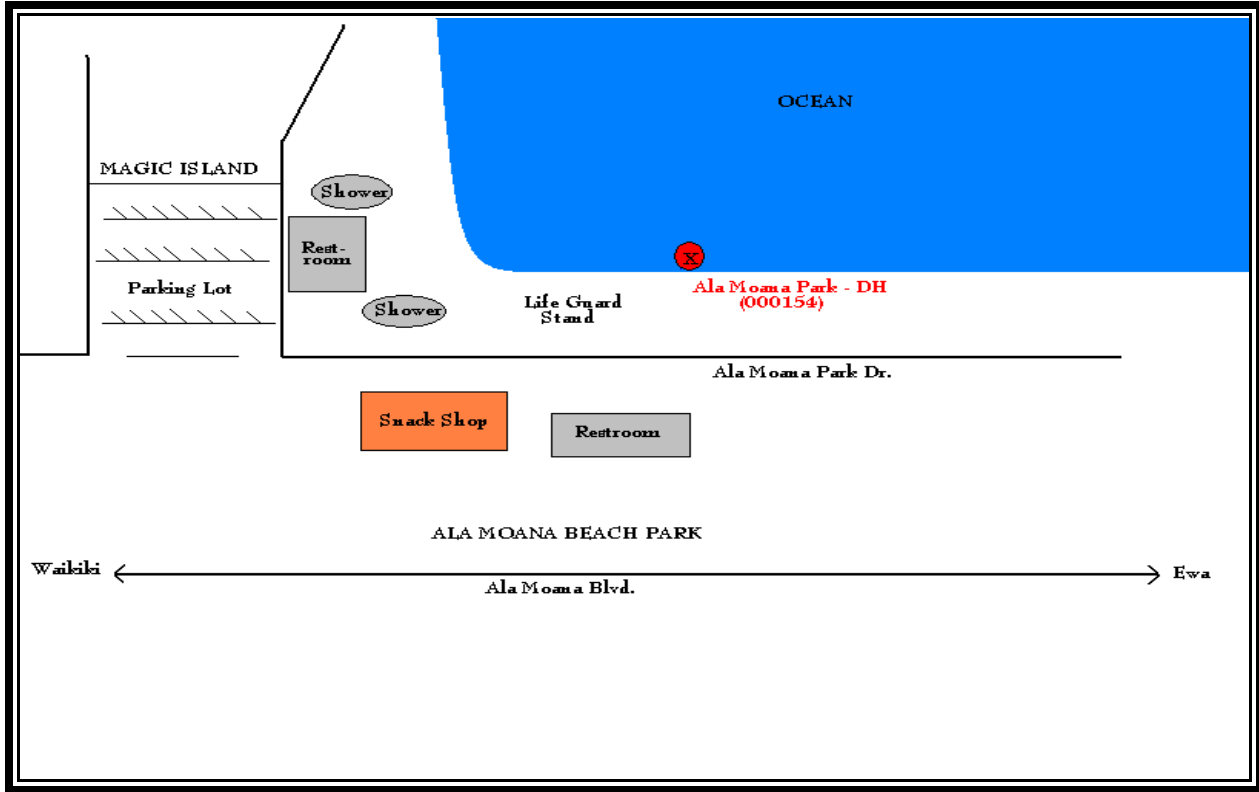 OCEAN
MAGIC ISLAND
Shower
Rest-
room
X
Parking Lot
Ala Moana Park - DH
(000154)
Life Guard
Stand
Shower
Ala Moana Park Dr.
Snack Shop
Restroom
ALA MOANA BEACH PARK
Waikiki
Ewa
Ala Moana Blvd.